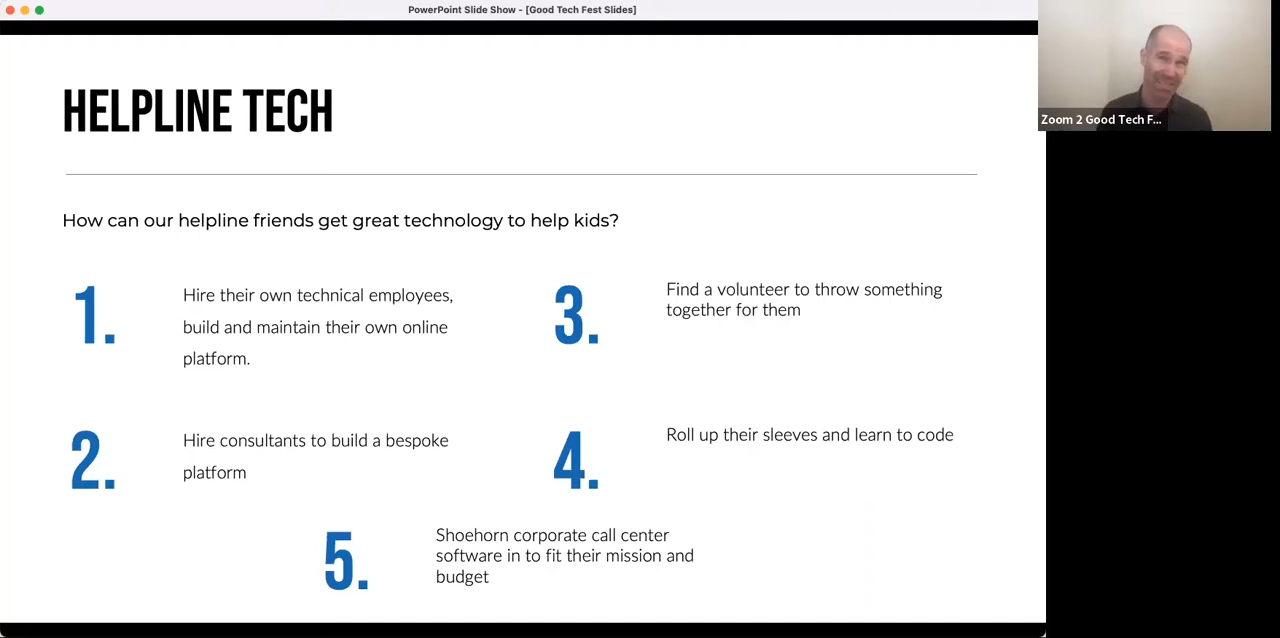 PowerPoint Slide Show - [Good Tech Fest Slides]
Zoom 2 Good Tech F...
HELPLINE TECH
How can our helpline friends get great technology to help kids?
1.
Hire their own technical employees,
build and maintain their own online
platform.
2.
Hire consultants to build a bespoke
platform
3.
Find a volunteer to throw something
together for them
4.
Roll up their sleeves and learn to code
5.
Shoehorn corporate call center
software in to fit their mission and
budget